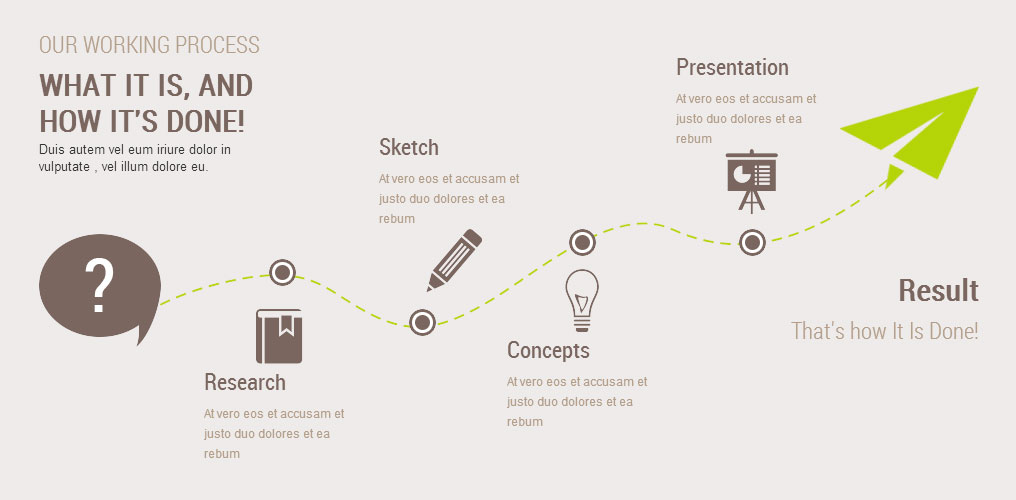 OUR WORKING PROCESS
WHAT IT IS, AND
HOW IT'S DONE!
Duis autem vel eum iriure dolor in
vulputate , vel illum dolore eu.
?
Research
At vero eos et accusam et
justo duo dolores et ea
rebum
Sketch
At vero eos et accusam et
justo duo dolores et ea
rebum
Concepts
At vero eos et accusam et
justo duo dolores et ea
rebum
Presentation
At vero eos et accusam et
justo duo dolores et ea
rebum
Result
That's how It Is Done!